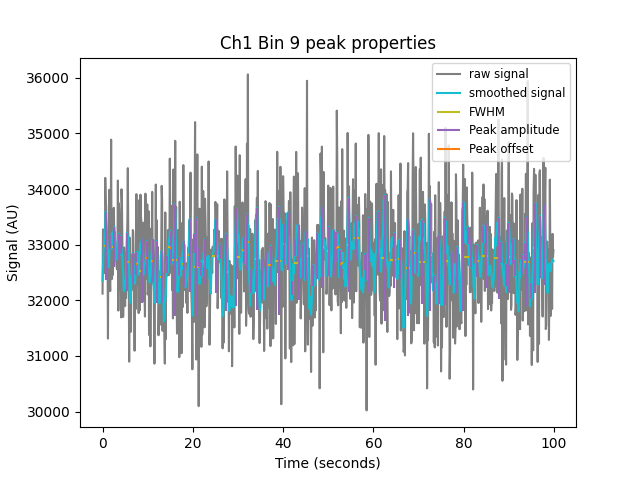 Ch1 Bin 9 peak properties
36000
35000
34000
33000
32000
31000
30000
Signal (AU)
raw signal
smoothed signal
FWHM
Peak amplitude
Peak offset
0
20
40
60
80
100
Time (seconds)